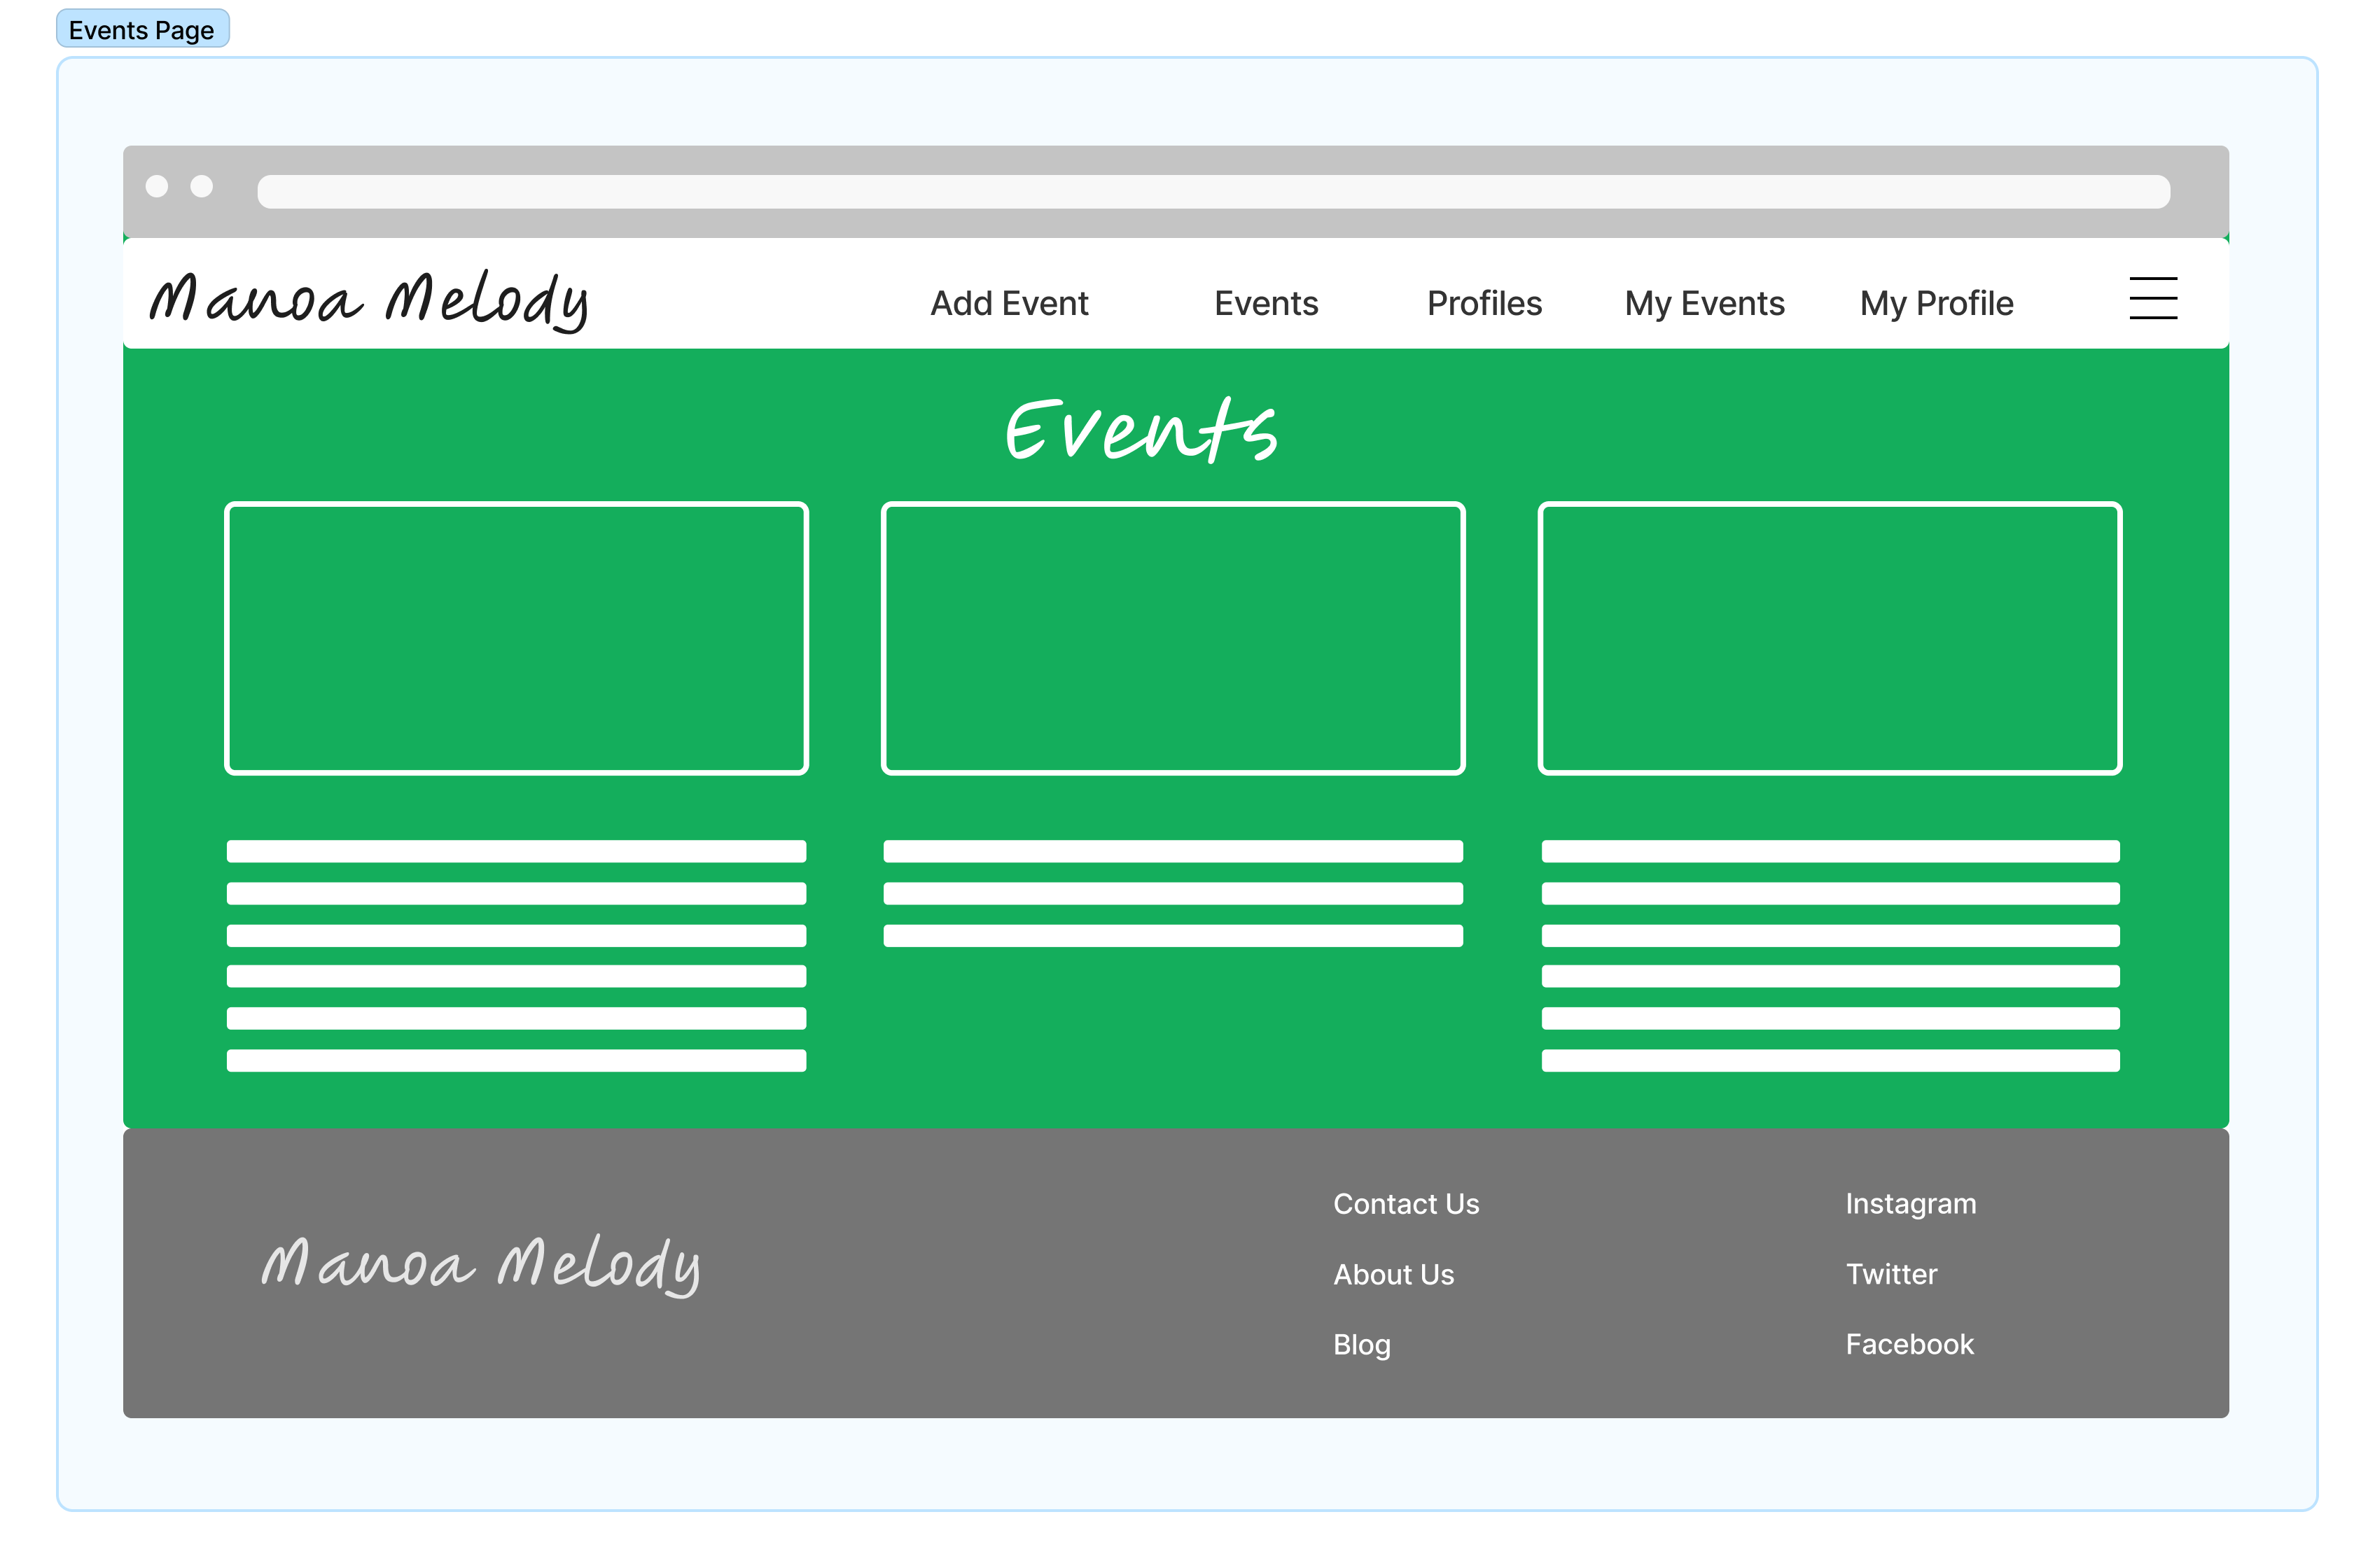 Events Page
Manoa Melody
Add Event Events Profiles My Events My Profile
Events
Manoa Melody
Contact Us
About Us
Blog
Instagram
Twitter
Facebook